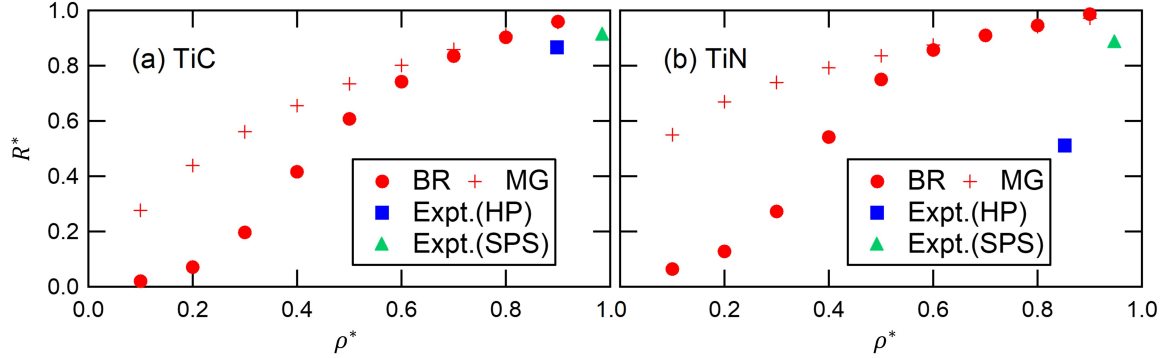 1.0
0.8
0.6
0.4
0.2
0.0
R*
(a) TiC
BR MG
Expt.(HP)
Expt.(SPS)
0.0 0.2 0.4 0.6 0.8 1.0
ρ*
(b) TiN
BR MG
Expt.(HP)
Expt.(SPS)
0.0 0.2 0.4 0.6 0.8 1.0
ρ*